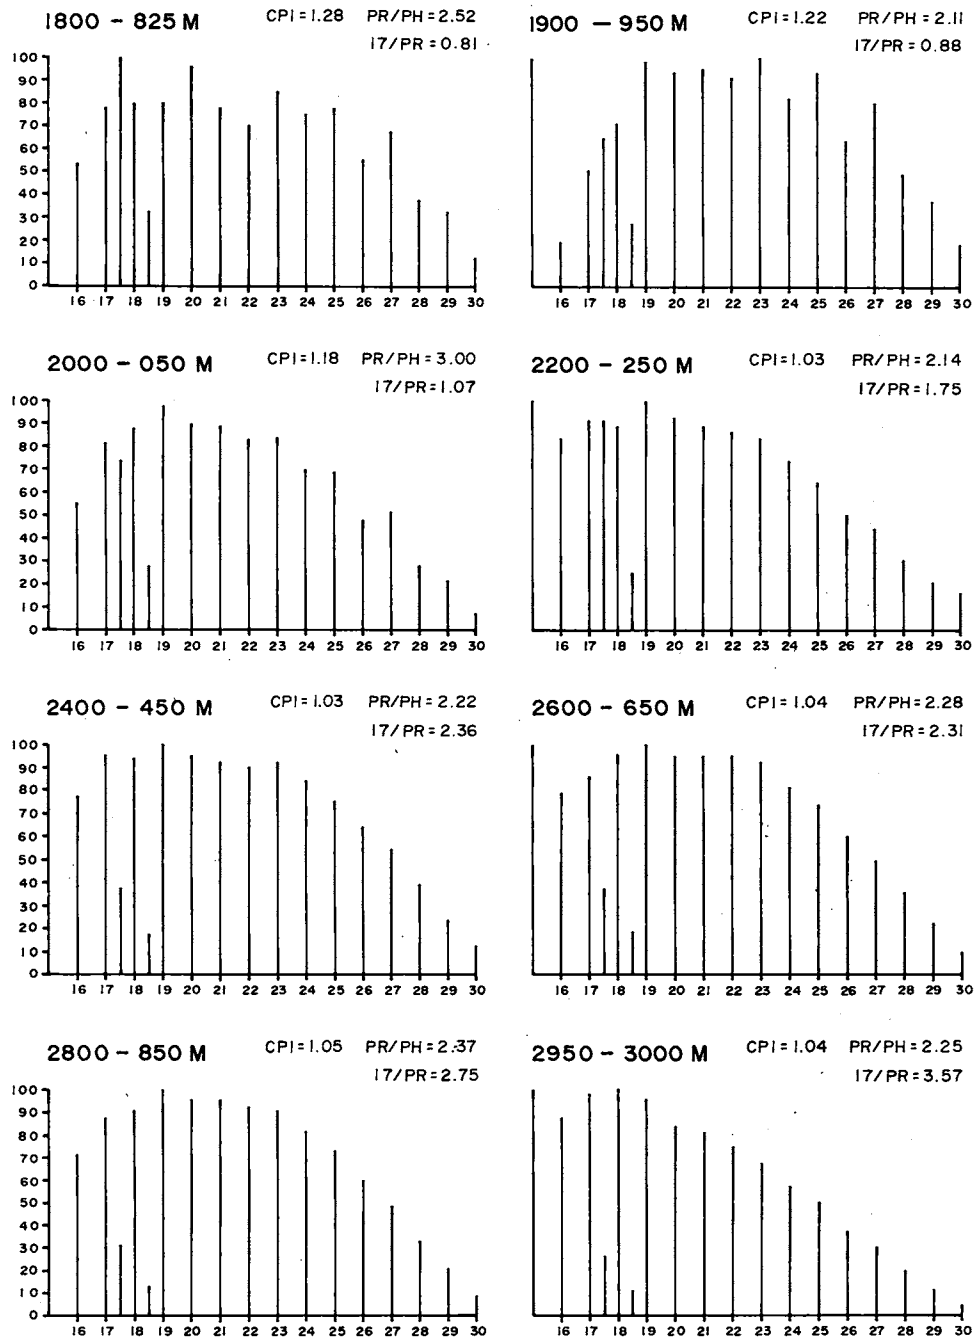 1800 – 825 M CPI = 1.28 PR/PH = 2.52
17/PR = 0.81
100
90
80
70
60
50
40
30
20
10
0
16 17 18 19 20 21 22 23 24 25 26 27 28 29 30
1900 – 950 M CPI = 1.22 PR/PH = 2.11
17/PR = 0.88
16 17 18 19 20 21 22 23 24 25 26 27 28 29 30
2000 – 050 M CPI = 1.18 PR/PH = 3.00
17/PR = 1.07
100
90
80
70
60
50
40
30
20
10
0
16 17 18 19 20 21 22 23 24 25 26 27 28 29 30
2200 – 250 M CPI = 1.03 PR/PH = 2.14
17/PR = 1.75
16 17 18 19 20 21 22 23 24 25 26 27 28 29 30
2400 – 450 M CPI = 1.03 PR/PH = 2.22
17/PR = 2.36
100
90
80
70
60
50
40
30
20
10
0
16 17 18 19 20 21 22 23 24 25 26 27 28 29 30
2600 – 650 M CPI = 1.04 PR/PH = 2.28
17/PR = 2.31
16 17 18 19 20 21 22 23 24 25 26 27 28 29 30
2800 – 850 M CPI = 1.05 PR/PH = 2.37
17/PR = 2.75
100
90
80
70
60
50
40
30
20
10
0
16 17 18 19 20 21 22 23 24 25 26 27 28 29 30
2950 – 3000 M CPI = 1.04 PR/PH = 2.25
17/PR = 3.57
16 17 18 19 20 21 22 23 24 25 26 27 28 29 30